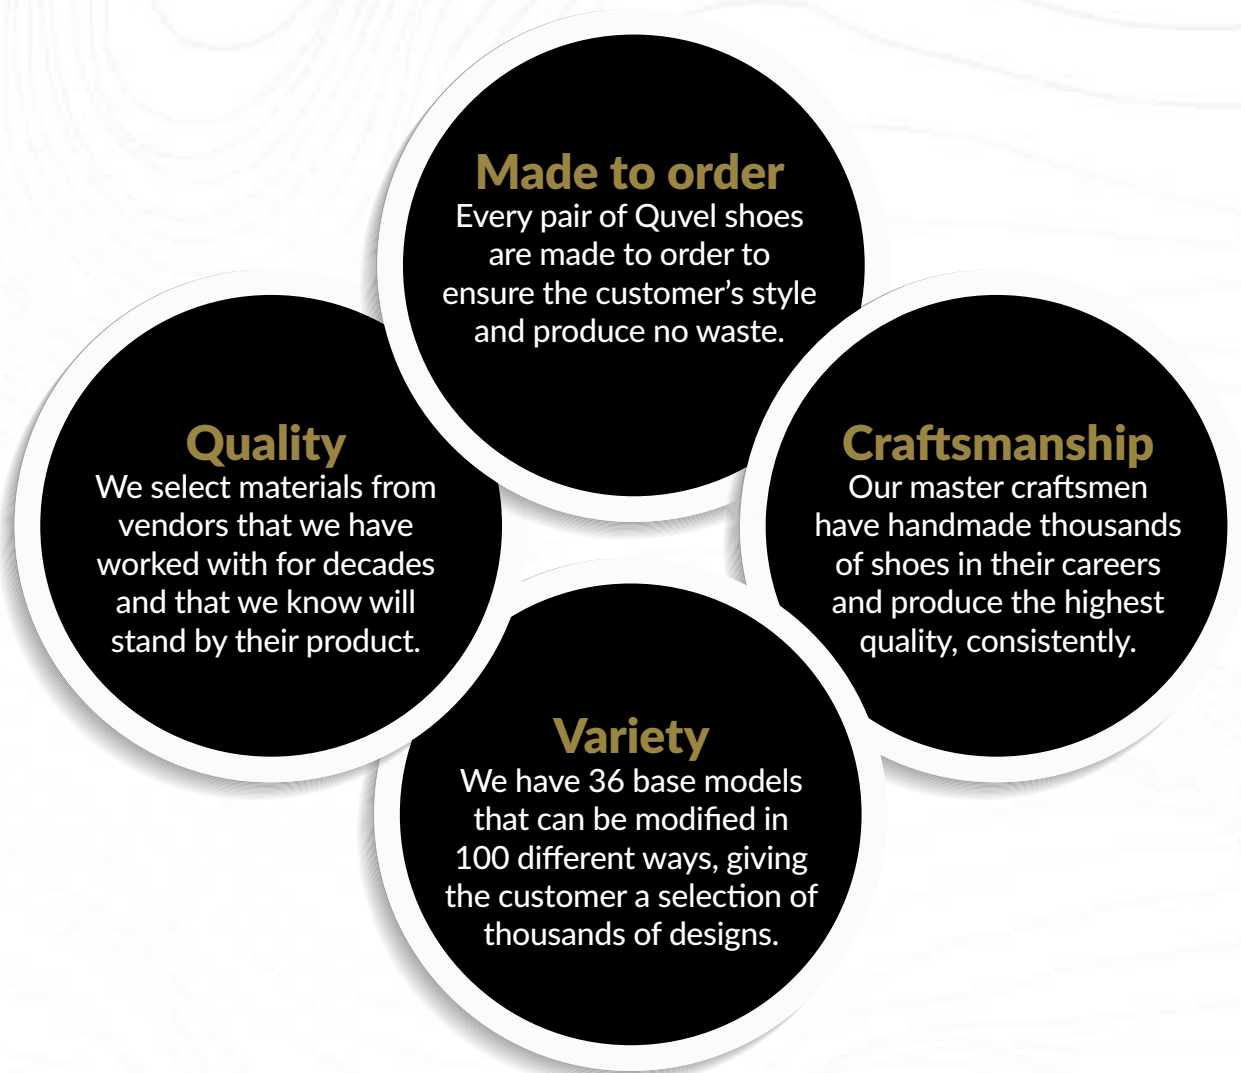 Made to order
Every pair of Quvel shoes
are made to order to
ensure the customer’s style
and produce no waste.
Quality
We select materials from
vendors that we have
worked with for decades
and that we know will
stand by their product.
Craftsmanship
Our master craftsmen
have handmade thousands
of shoes in their careers
and produce the highest
quality, consistently.
Variety
We have 36 base models
that can be modified in
100 different ways, giving
the customer a selection of
thousands of designs.